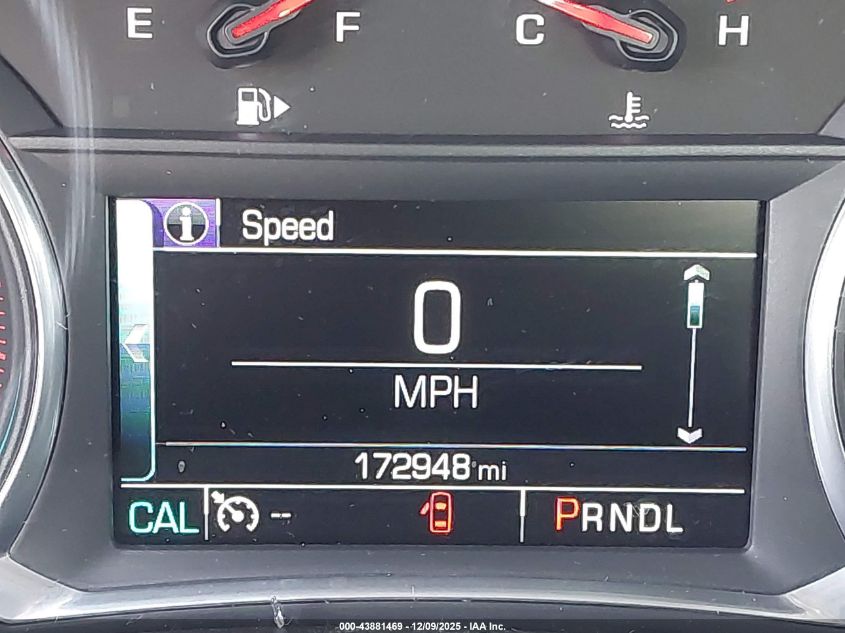 E F C H
Speed
0
MPH
172948 mi
CAL -- PRNDL
000-43881469 - 12/09/2025 - IAA Inc.